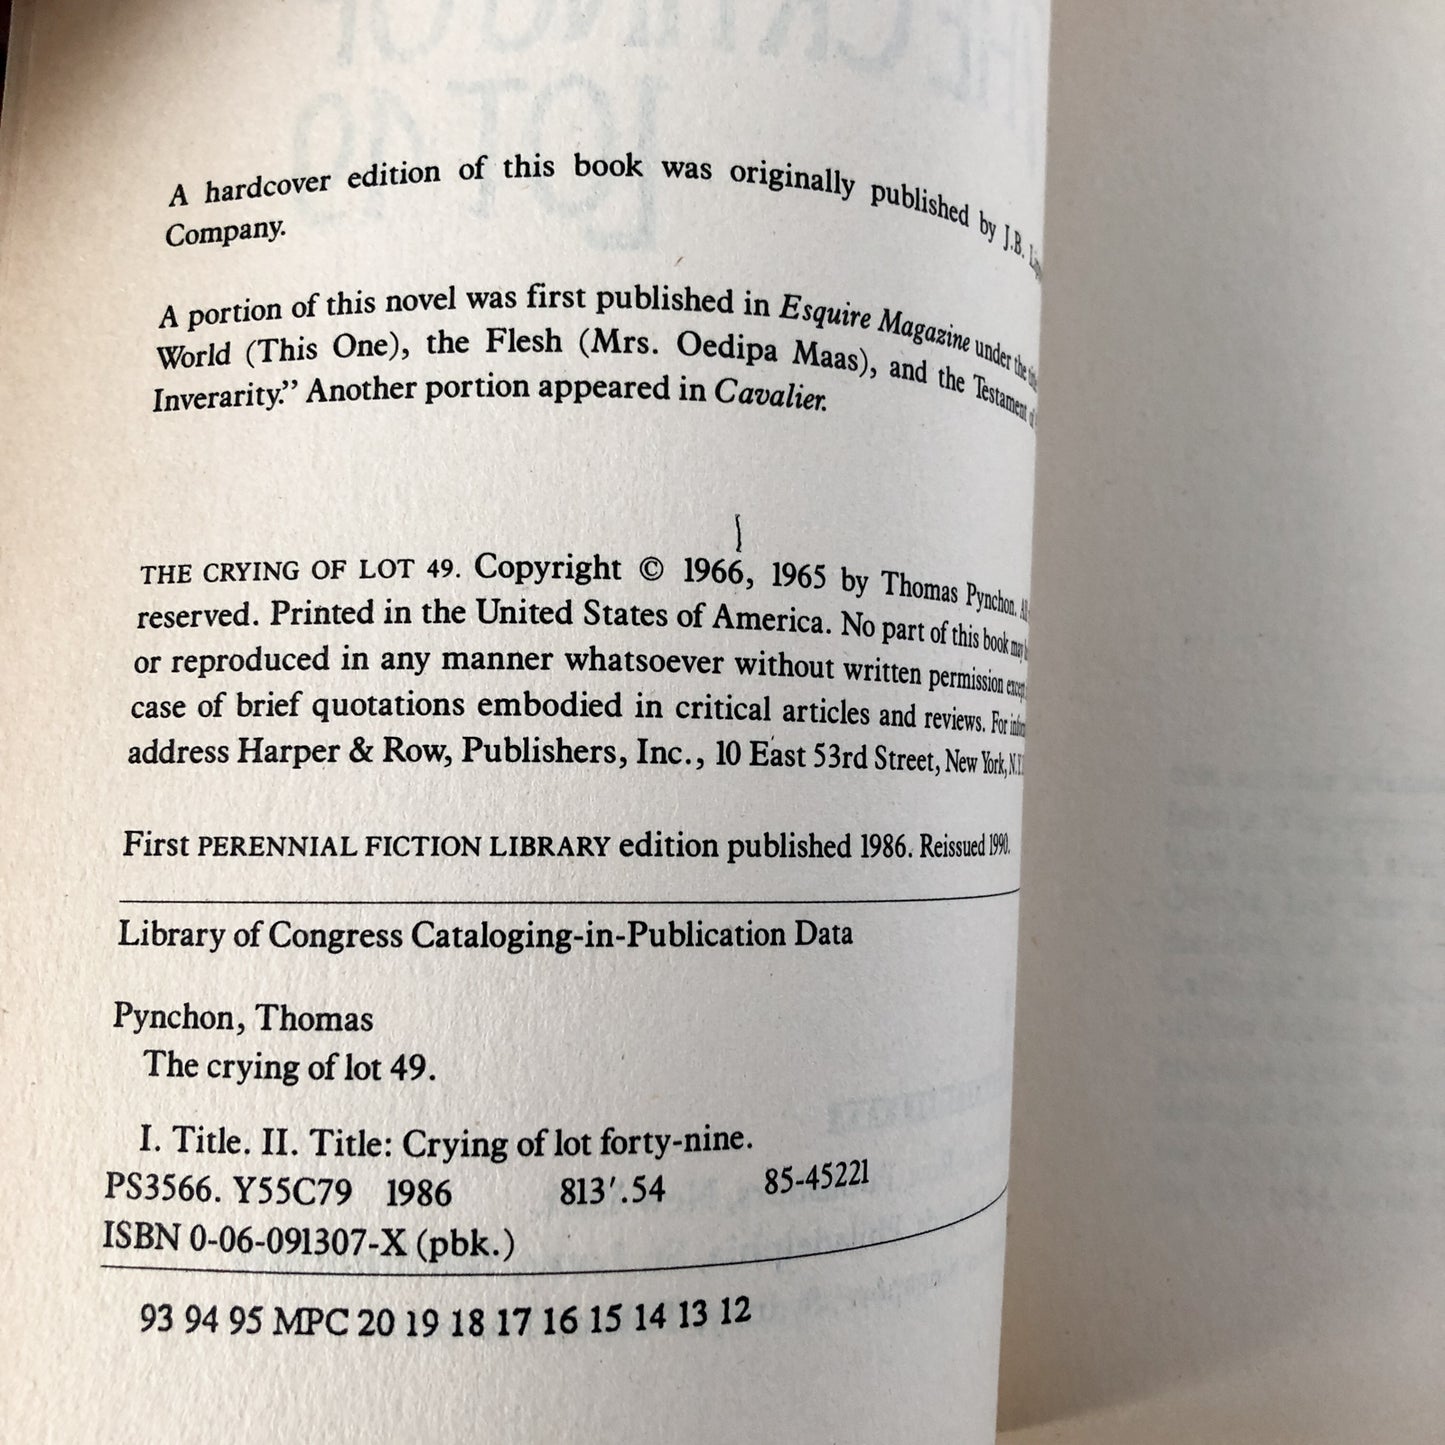 A hardcover edition of this book was originally published by J.B.
Company.
A portion of this novel was first published in Esquire Magazine under the
World (This One), the Flesh (Mrs. Oedipa Maas), and the Testament of
Inverarity.” Another portion appeared in Cavalier.
THE CRYING OF LOT 49. Copyright © 1966, 1965 by Thomas Pynchon. All
reserved. Printed in the United States of America. No part of this book may
or reproduced in any manner whatsoever without written permission except
case of brief quotations embodied in critical articles and reviews. For
address Harper & Row, Publishers, Inc., 10 East 53rd Street, New York, N.Y.
First PERENNIAL FICTION LIBRARY edition published 1986. Reissued 1990.
Library of Congress Cataloging-in-Publication Data
Pynchon, Thomas
The crying of lot 49.
I. Title. II. Title: Crying of lot forty-nine.
PS3566. Y55C79 1986 813′.54 85-45221
ISBN 0-06-091307-X (pbk.)
93 94 95 MPC 20 19 18 17 16 15 14 13 12